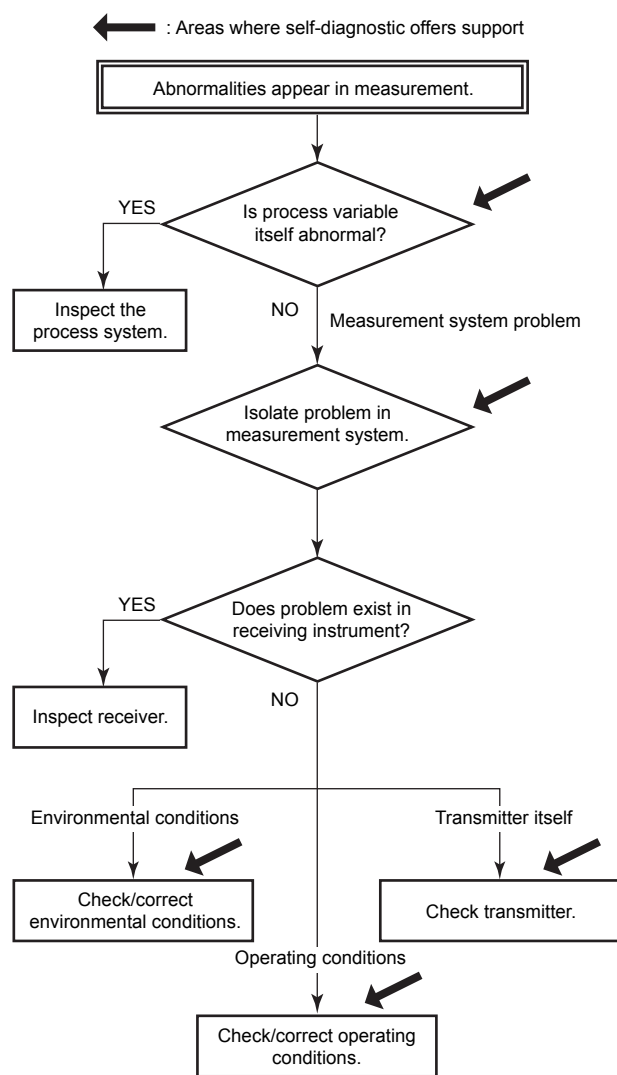 : Areas where self-diagnostic offers support
Abnormalities appear in measurement.
YES
Is process variable
itself abnormal?
Inspect the
process system.
NO
Measurement system problem
Isolate problem in
measurement system.
YES
Does problem exist in
receiving instrument?
Inspect receiver.
NO
Environmental conditions
Transmitter itself
Check/correct
environmental conditions.
Check transmitter.
Operating conditions
Check/correct operating
conditions.